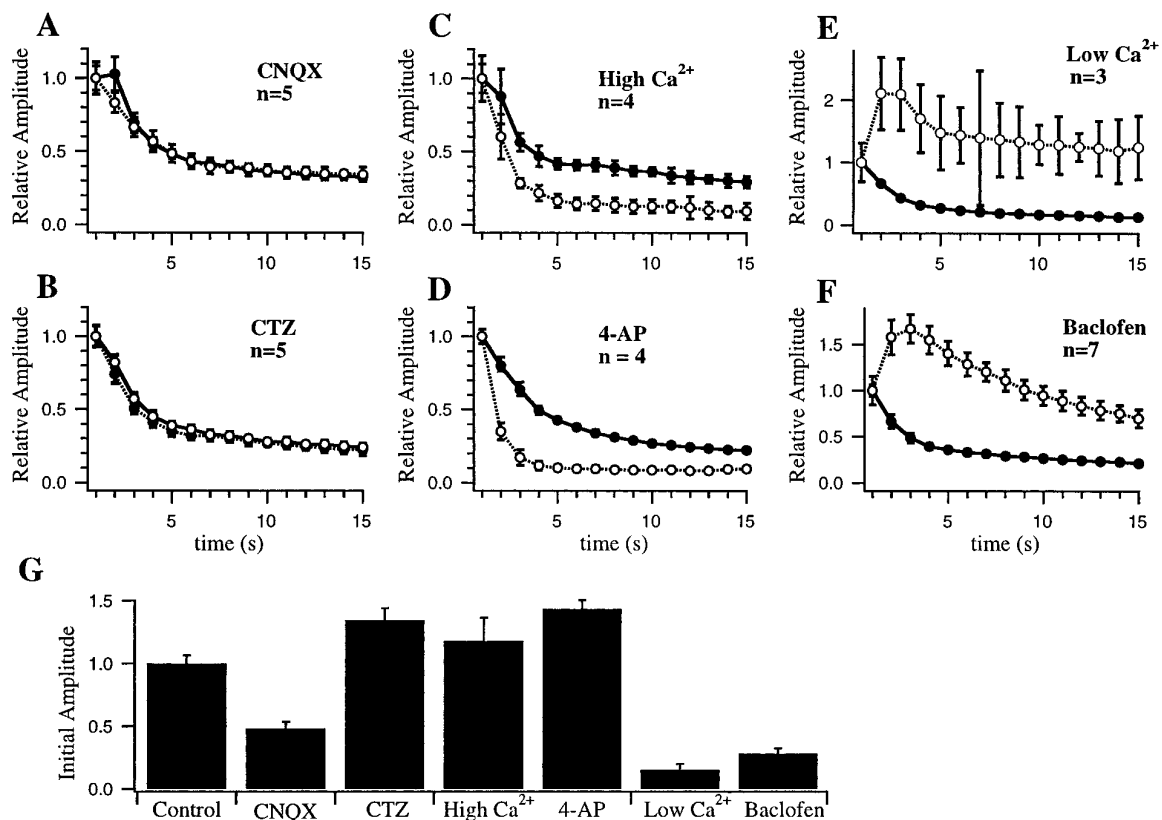 A
CNQX
n=5
Relative Amplitude
1.0
0.5
0.0
5
10
15
C
High Ca²⁺
n=4
Relative Amplitude
1.0
0.5
0.0
5
10
15
E
Low Ca²⁺
n=3
Relative Amplitude
2
1
0
5
10
15
B
CTZ
n=5
Relative Amplitude
1.0
0.5
0.0
5
10
15
time (s)
D
4-AP
n = 4
Relative Amplitude
1.0
0.5
0.0
5
10
15
time (s)
F
Baclofen
n=7
Relative Amplitude
1.5
1.0
0.5
0.0
5
10
15
time (s)
G
Initial Amplitude
1.5
1.0
0.5
0.0
Control
CNQX
CTZ
High Ca²⁺
4-AP
Low Ca²⁺
Baclofen